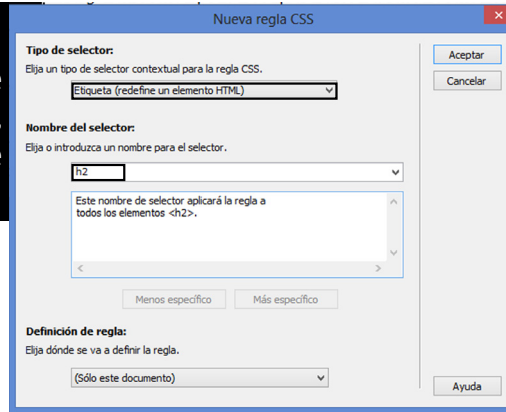 Nueva regla CSS
Tipo de selector:
Elija un tipo de selector contextual para la regla CSS.
Etiqueta (redefine un elemento HTML)
Nombre del selector:
Elija o introduzca un nombre para el selector.
h2
Este nombre de selector aplicará la regla a
todos los elementos <h2>.
Menos específico
Más específico
Definición de regla:
Elija dónde se va a definir la regla.
(Sólo este documento)
Aceptar
Cancelar
Ayuda